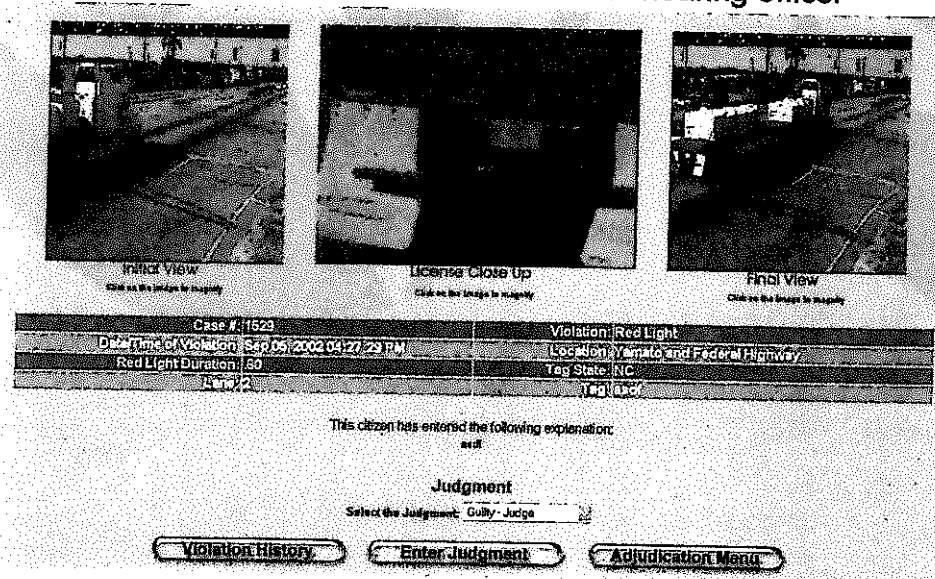 Officer
Initial View License Close Up Final View
Click on the image to magnify Click on the image to magnify Click on the image to magnify
Case #: 1529 Violation: Red Light
Date/Time of Violation: Sep 05, 2002 04:27:29 PM Location: Yamato and Federal Highway
Red Light Duration: .60 Tag State: NC
Lane: 2 Tag:
This citizen has entered the following explanation:
asdf
Judgment
Select the Judgment: Guilty - Judge
Violation History Enter Judgment Adjudication Menu